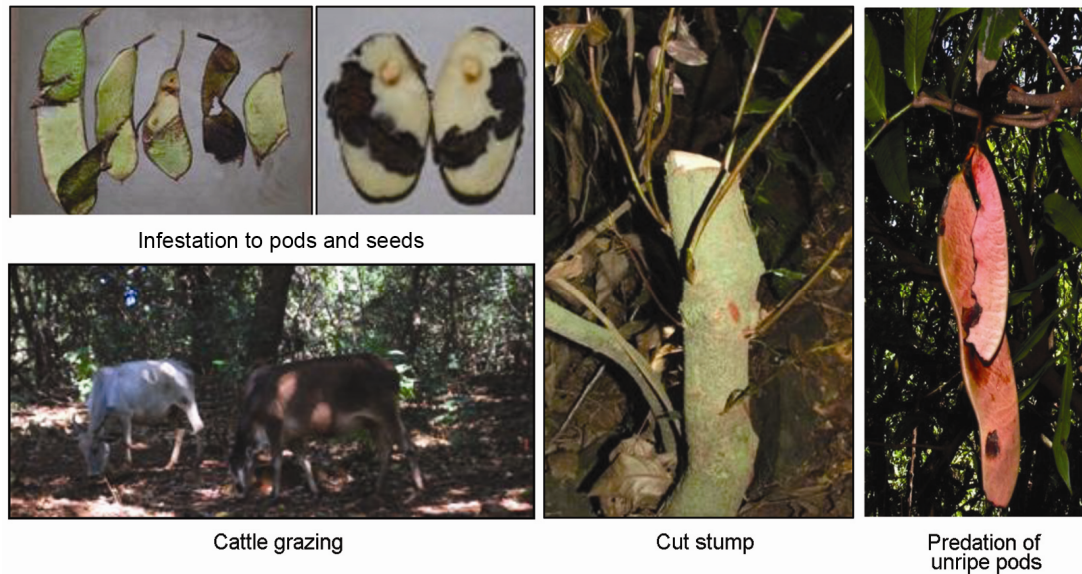 Infestation to pods and seeds
Cattle grazing
Cut stump
Predation of
unripe pods